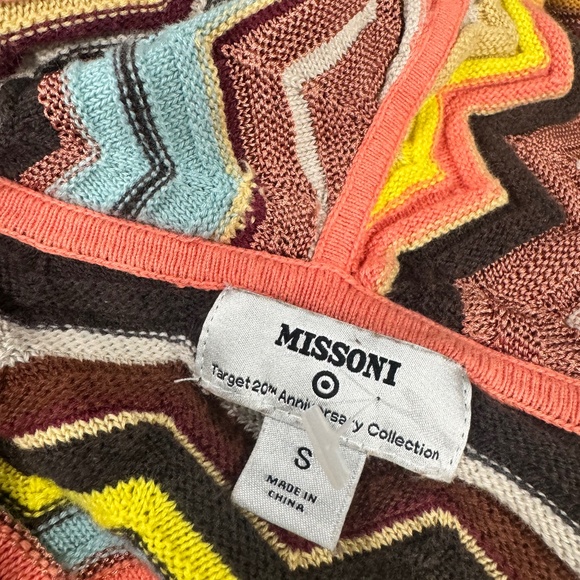 MISSONI
Target 20TH Anniversary Collection
S
MADE IN
CHINA